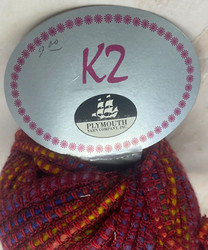 K2
PLYMOUTH
YARN COMPANY, INC.